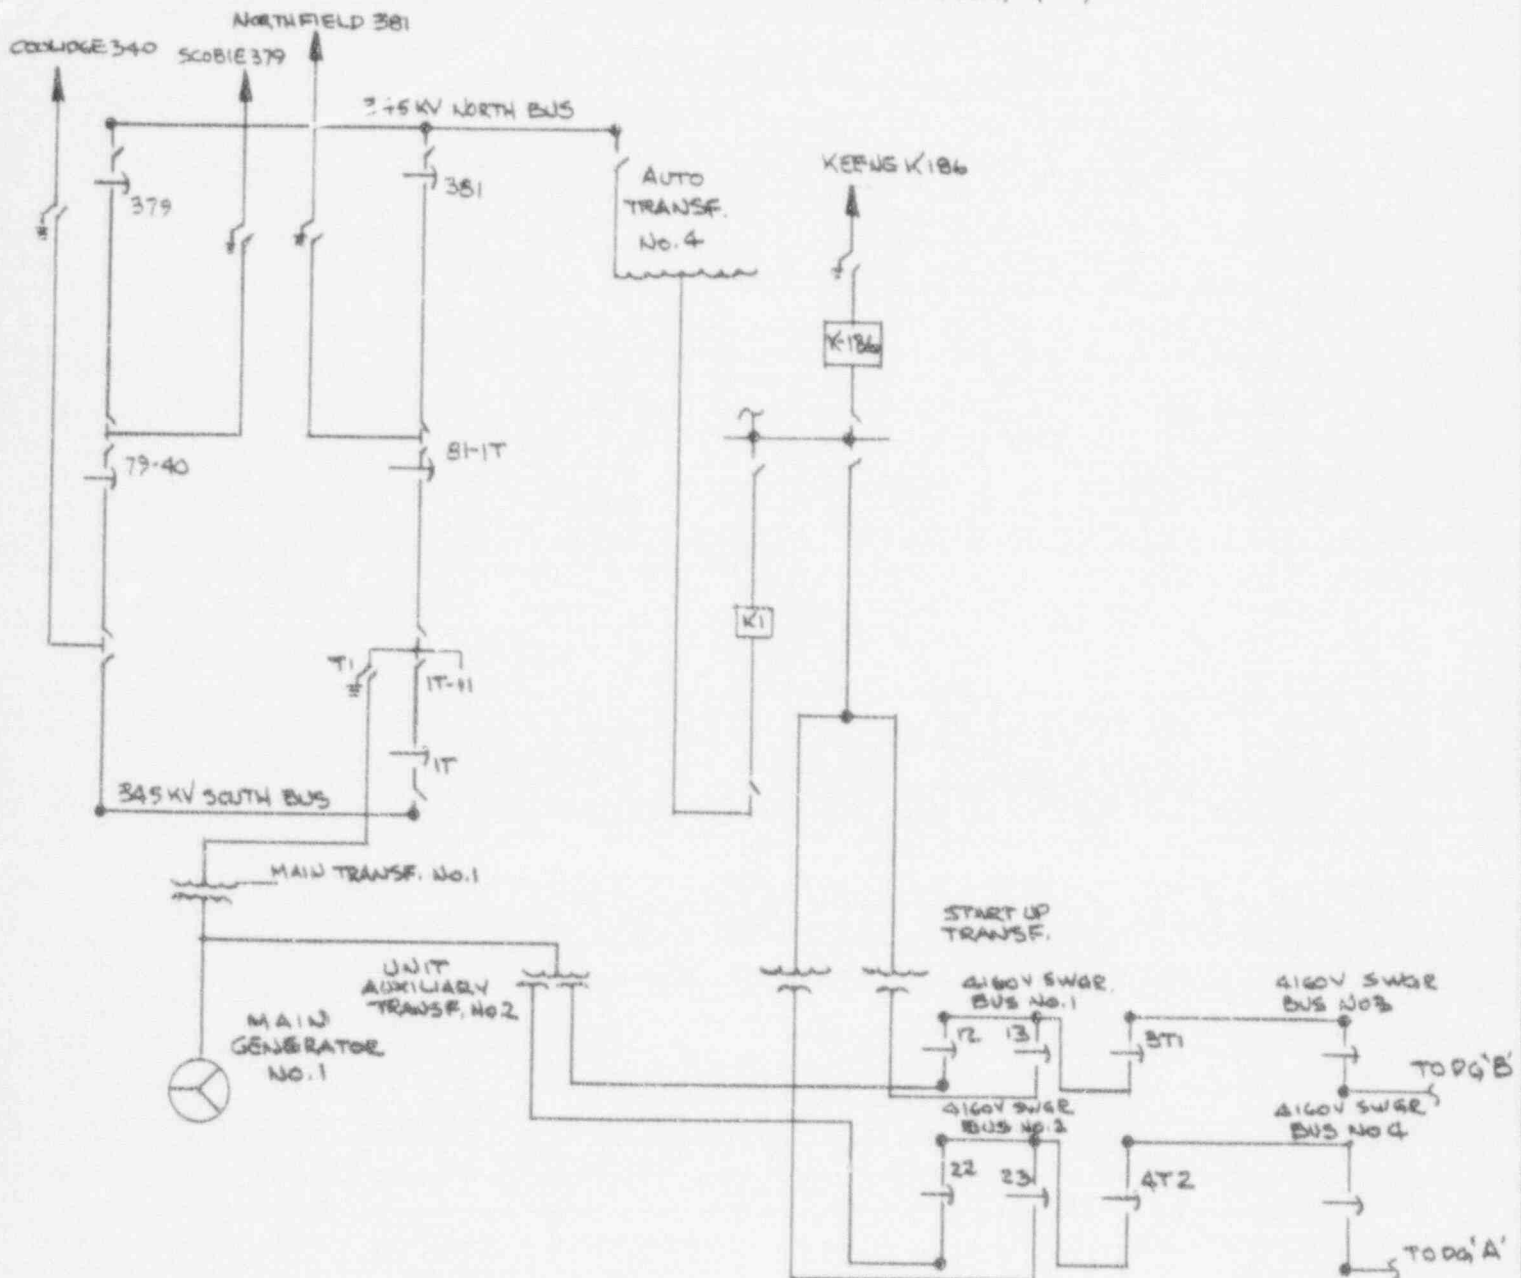 NORTHFIELD 381
COOLIDGE 340
SCOBIE 379
345 KV NORTH BUS
KEENE K186
AUTO
TRANSF.
No. 4
379
381
K-186
79-40
81-1T
K1
T1
1T-11
1T
345 KV SOUTH BUS
MAIN TRANSF. No. 1
START UP
TRANSF.
UNIT
AUXILIARY
TRANSF. No 2
4160V SWGR.
BUS No. 1
4160V SWGR
BUS No 3
MAIN
GENERATOR
No. 1
12
13
3T1
TO DG 'B'
4160V SWGR
BUS No. 2
4160V SWGR
BUS No 4
22
23
4T2
TO DG 'A'